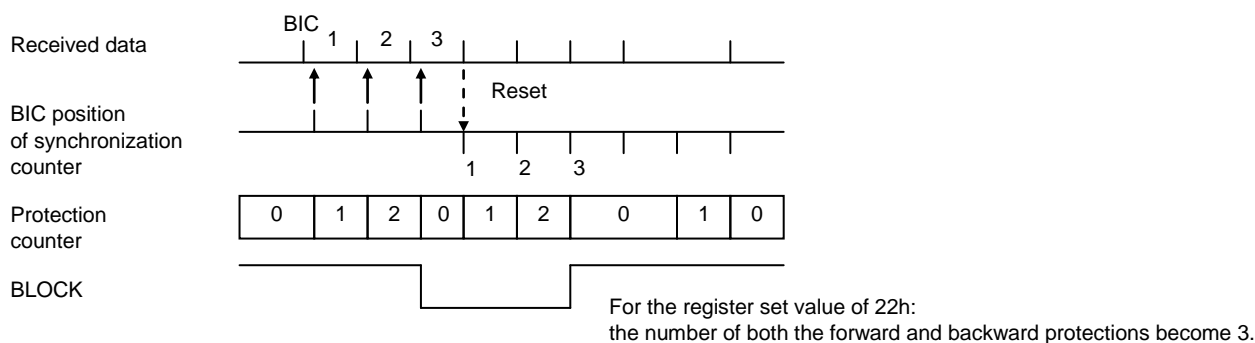 BIC
Received data
1 2 3
Reset
BIC position
of synchronization
counter
1 2 3
Protection
counter
0 1 2 0 1 2 0 1 0
BLOCK
For the register set value of 22h:
the number of both the forward and backward protections become 3.